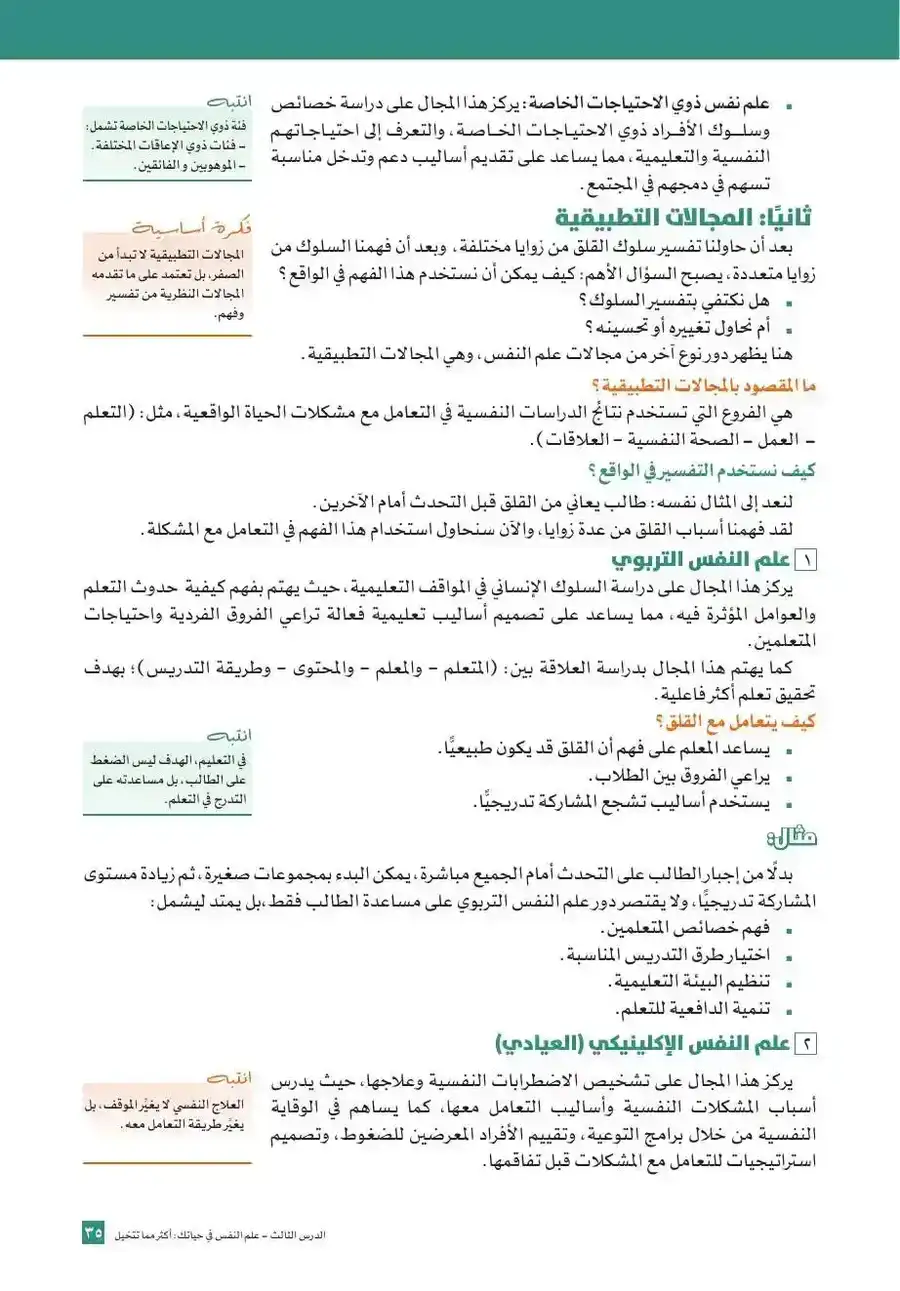 ▪ علم نفس ذوي الاحتياجات الخاصة: يركز هذا المجال على دراسة خصائص
وسلـوك الأفـراد ذوي الاحتيـاجـات الخـاصـة، والتعرف إلى احتيـاجـاتهـم
النفسية والتعليمية، مما يساعد على تقديم أساليب دعم وتدخل مناسبة
تسهم في دمجهم في المجتمع.
انتبه
فئة ذوي الاحتياجات الخاصة تشمل:
– فئات ذوي الإعاقات المختلفة.
– الموهوبين والفائقين.
ثانيًا: المجالات التطبيقية
بعد أن حاولنا تفسير سلوك القلق من زوايا مختلفة، وبعد أن فهمنا السلوك من
زوايا متعددة، يصبح السؤال الأهم: كيف يمكن أن نستخدم هذا الفهم في الواقع؟
▪ هل نكتفي بتفسير السلوك؟
▪ أم نحاول تغييره أو تحسينه؟
هنا يظهر دور نوع آخر من مجالات علم النفس، وهي المجالات التطبيقية.
فكرة أساسية
المجالات التطبيقية لا تبدأ من
الصفر، بل تعتمد على ما تقدمه
المجالات النظرية من تفسير
وفهم.
ما المقصود بالمجالات التطبيقية؟
هي الفروع التي تستخدم نتائج الدراسات النفسية في التعامل مع مشكلات الحياة الواقعية، مثل: (التعلم
– العمل – الصحة النفسية – العلاقات).
كيف نستخدم التفسير في الواقع؟
لنعد إلى المثال نفسه: طالب يعاني من القلق قبل التحدث أمام الآخرين.
لقد فهمنا أسباب القلق من عدة زوايا، والآن سنحاول استخدام هذا الفهم في التعامل مع المشكلة.
١ علم النفس التربوي
يركز هذا المجال على دراسة السلوك الإنساني في المواقف التعليمية، حيث يهتم بفهم كيفية حدوث التعلم
والعوامل المؤثرة فيه، مما يساعد على تصميم أساليب تعليمية فعالة تراعي الفروق الفردية واحتياجات
المتعلمين.
كما يهتم هذا المجال بدراسة العلاقة بين: (المتعلم – والمعلم – والمحتوى – وطريقة التدريس)؛ بهدف
تحقيق تعلم أكثر فاعلية.
كيف يتعامل مع القلق؟
▪ يساعد المعلم على فهم أن القلق قد يكون طبيعيًّا.
▪ يراعي الفروق بين الطلاب.
▪ يستخدم أساليب تشجع المشاركة تدريجيًّا.
انتبه
في التعليم، الهدف ليس الضغط
على الطالب، بل مساعدته على
التدرج في التعلم.
مثال:
بدلًا من إجبار الطالب على التحدث أمام الجميع مباشرة، يمكن البدء بمجموعات صغيرة، ثم زيادة مستوى
المشاركة تدريجيًّا، ولا يقتصر دور علم النفس التربوي على مساعدة الطالب فقط، بل يمتد ليشمل:
▪ فهم خصائص المتعلمين.
▪ اختيار طرق التدريس المناسبة.
▪ تنظيم البيئة التعليمية.
▪ تنمية الدافعية للتعلم.
٢ علم النفس الإكلينيكي (العيادي)
يركز هذا المجال على تشخيص الاضطرابات النفسية وعلاجها، حيث يدرس
أسباب المشكلات النفسية وأساليب التعامل معها، كما يساهم في الوقاية
النفسية من خلال برامج التوعية، وتقييم الأفراد المعرضين للضغوط، وتصميم
استراتيجيات للتعامل مع المشكلات قبل تفاقمها.
انتبه
العلاج النفسي لا يغيّر الموقف، بل
يغيّر طريقة التعامل معه.
الدرس الثالث – علم النفس في حياتك: أكثر مما تتخيل ٣٥